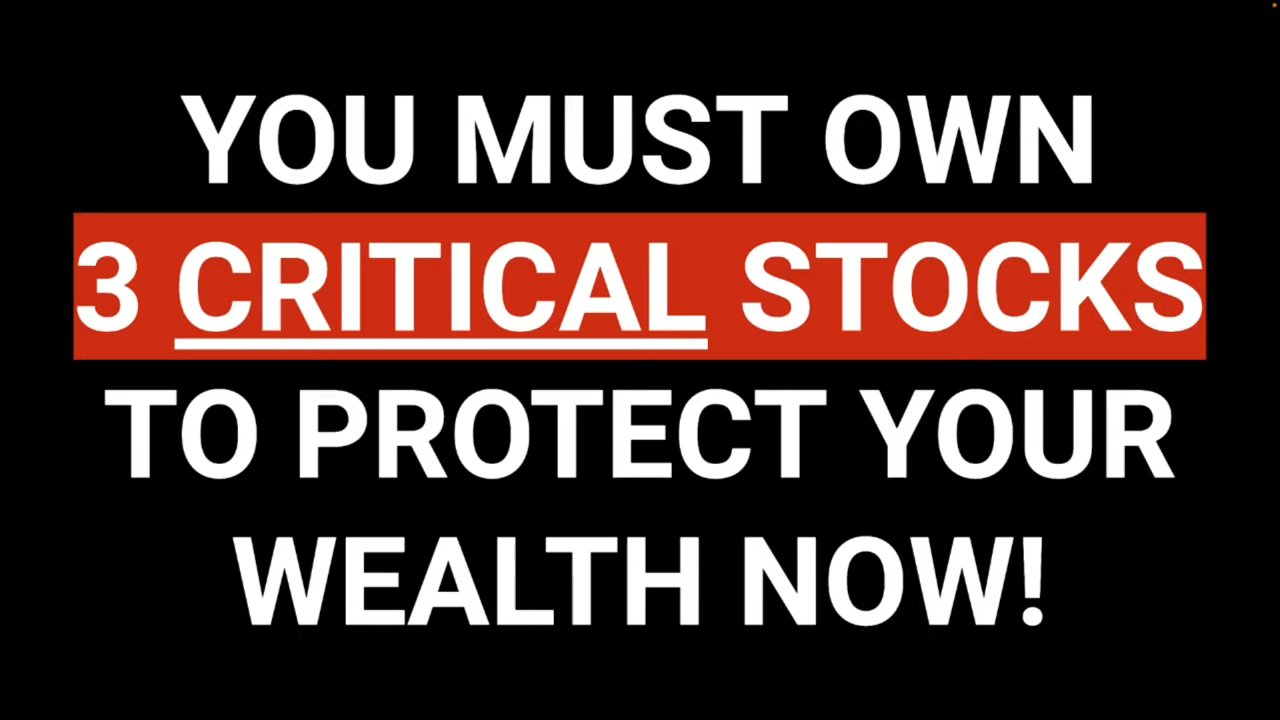 YOU MUST OWN
3 CRITICAL STOCKS
TO PROTECT YOUR
WEALTH NOW!